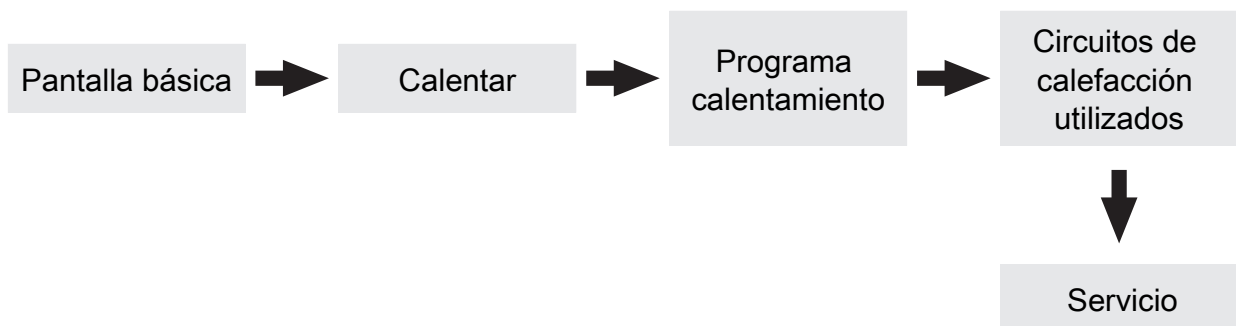 Pantalla básica
Calentar
Programa
calentamiento
Circuitos de
calefacción
utilizados
Servicio